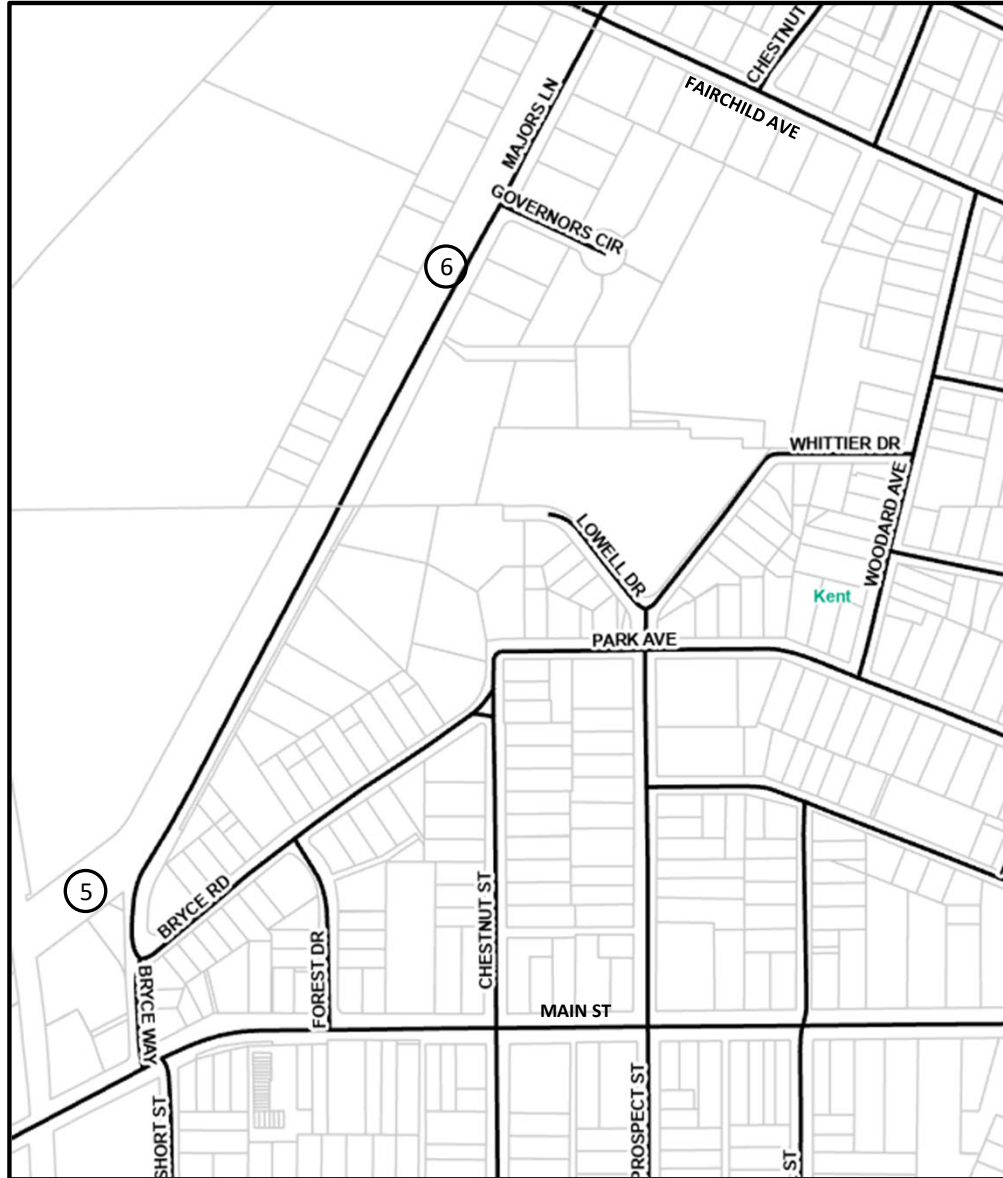 CHESTNUT
FAIRCHILD AVE
MAJORS LN
GOVERNORS CIR
6
WHITTIER DR
LOWELL DR
WOODARD AVE
Kent
PARK AVE
5
BRYCE RD
CHESTNUT ST
FOREST DR
BRYCE WAY
MAIN ST
SHORT ST
PROSPECT ST
ST